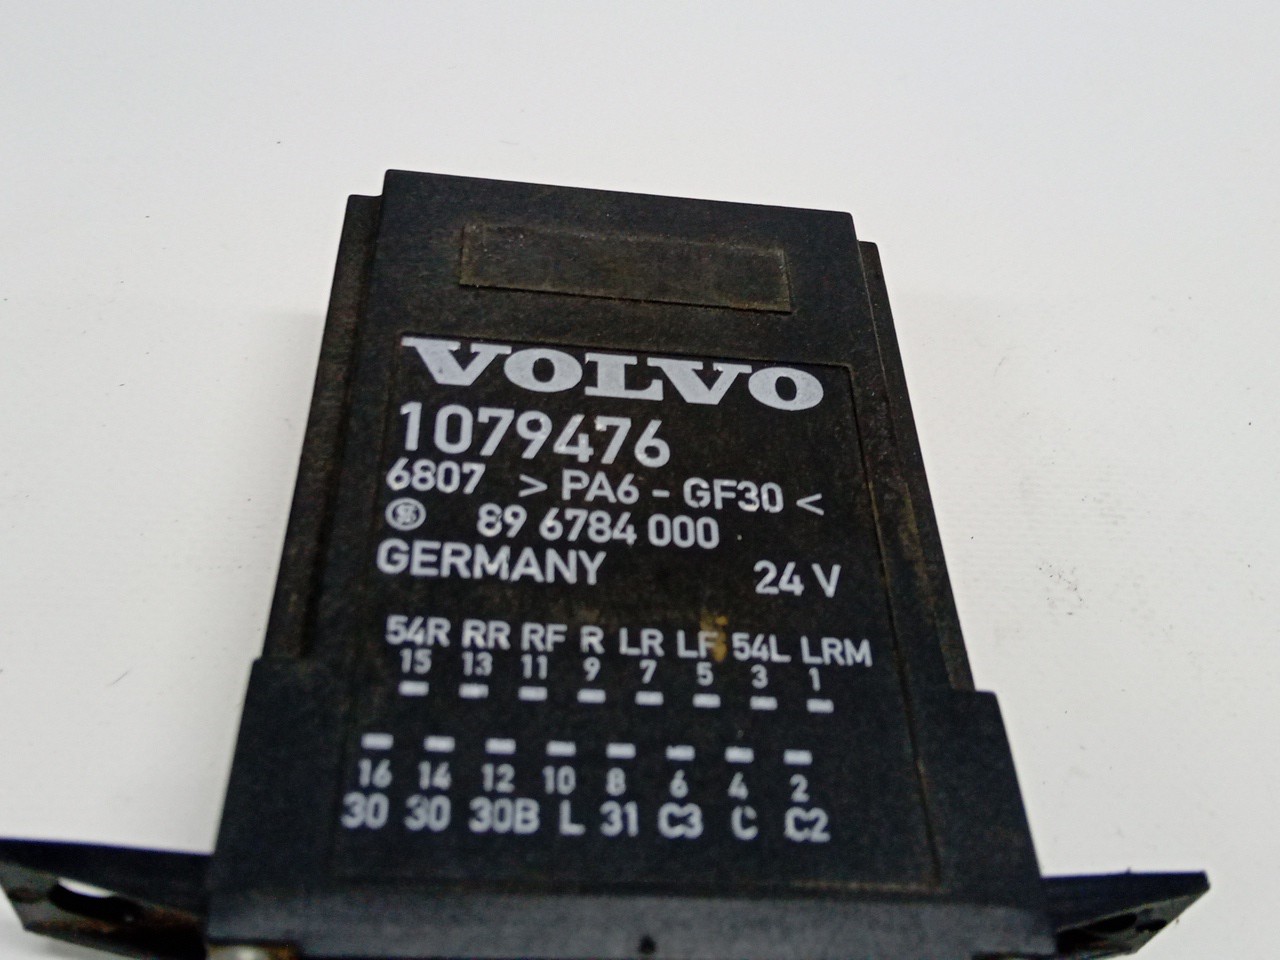 VOLVO
1079476
6807 > PA6 - GF30 <
89 6784 000
GERMANY 24 V
54R RR RF R LR LF 54L LRM
15 13 11 9 7 5 3 1
16 14 12 10 8 6 4 2
30 30 30B L 31 C3 C C2